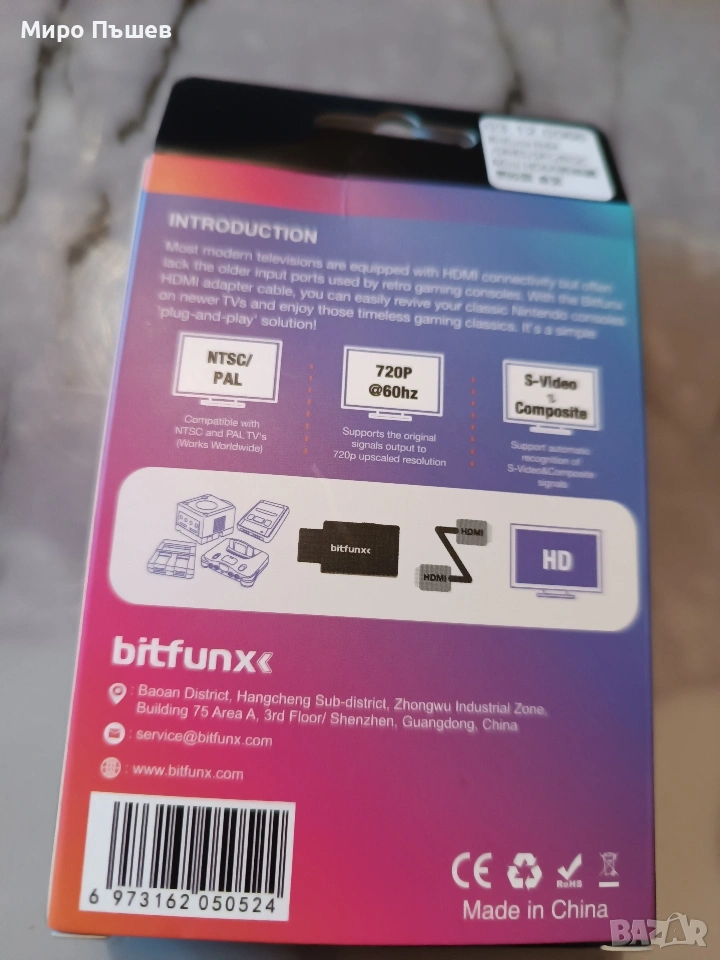 Миро Пъшев
INTRODUCTION
Most modern televisions are equipped with HDMI connectivity but often
lack the older input ports used by retro gaming consoles. With the Bitfunx
HDMI adapter cable, you can easily revive your classic Nintendo consoles
on newer TVs and enjoy those timeless gaming classics. It's a simple
'plug-and-play' solution!
NTSC/
PAL
720P
@60hz
S-Video
Composite
Compatible with
NTSC and PAL TV's
(Works Worldwide)
Supports the original
signals output to
720p upscaled resolution
Support automatic
recognition of
S-Video&Composite
signals
bitfunx
HDMI
HDMI
HD
bitfunx
: Baoan District, Hangcheng Sub-district, Zhongwu Industrial Zone,
Building 75 Area A, 3rd Floor/ Shenzhen, Guangdong, China
: service@bitfunx.com
: www.bitfunx.com
6 973162 050524
CE
RoHS
Made in China
BAZAR